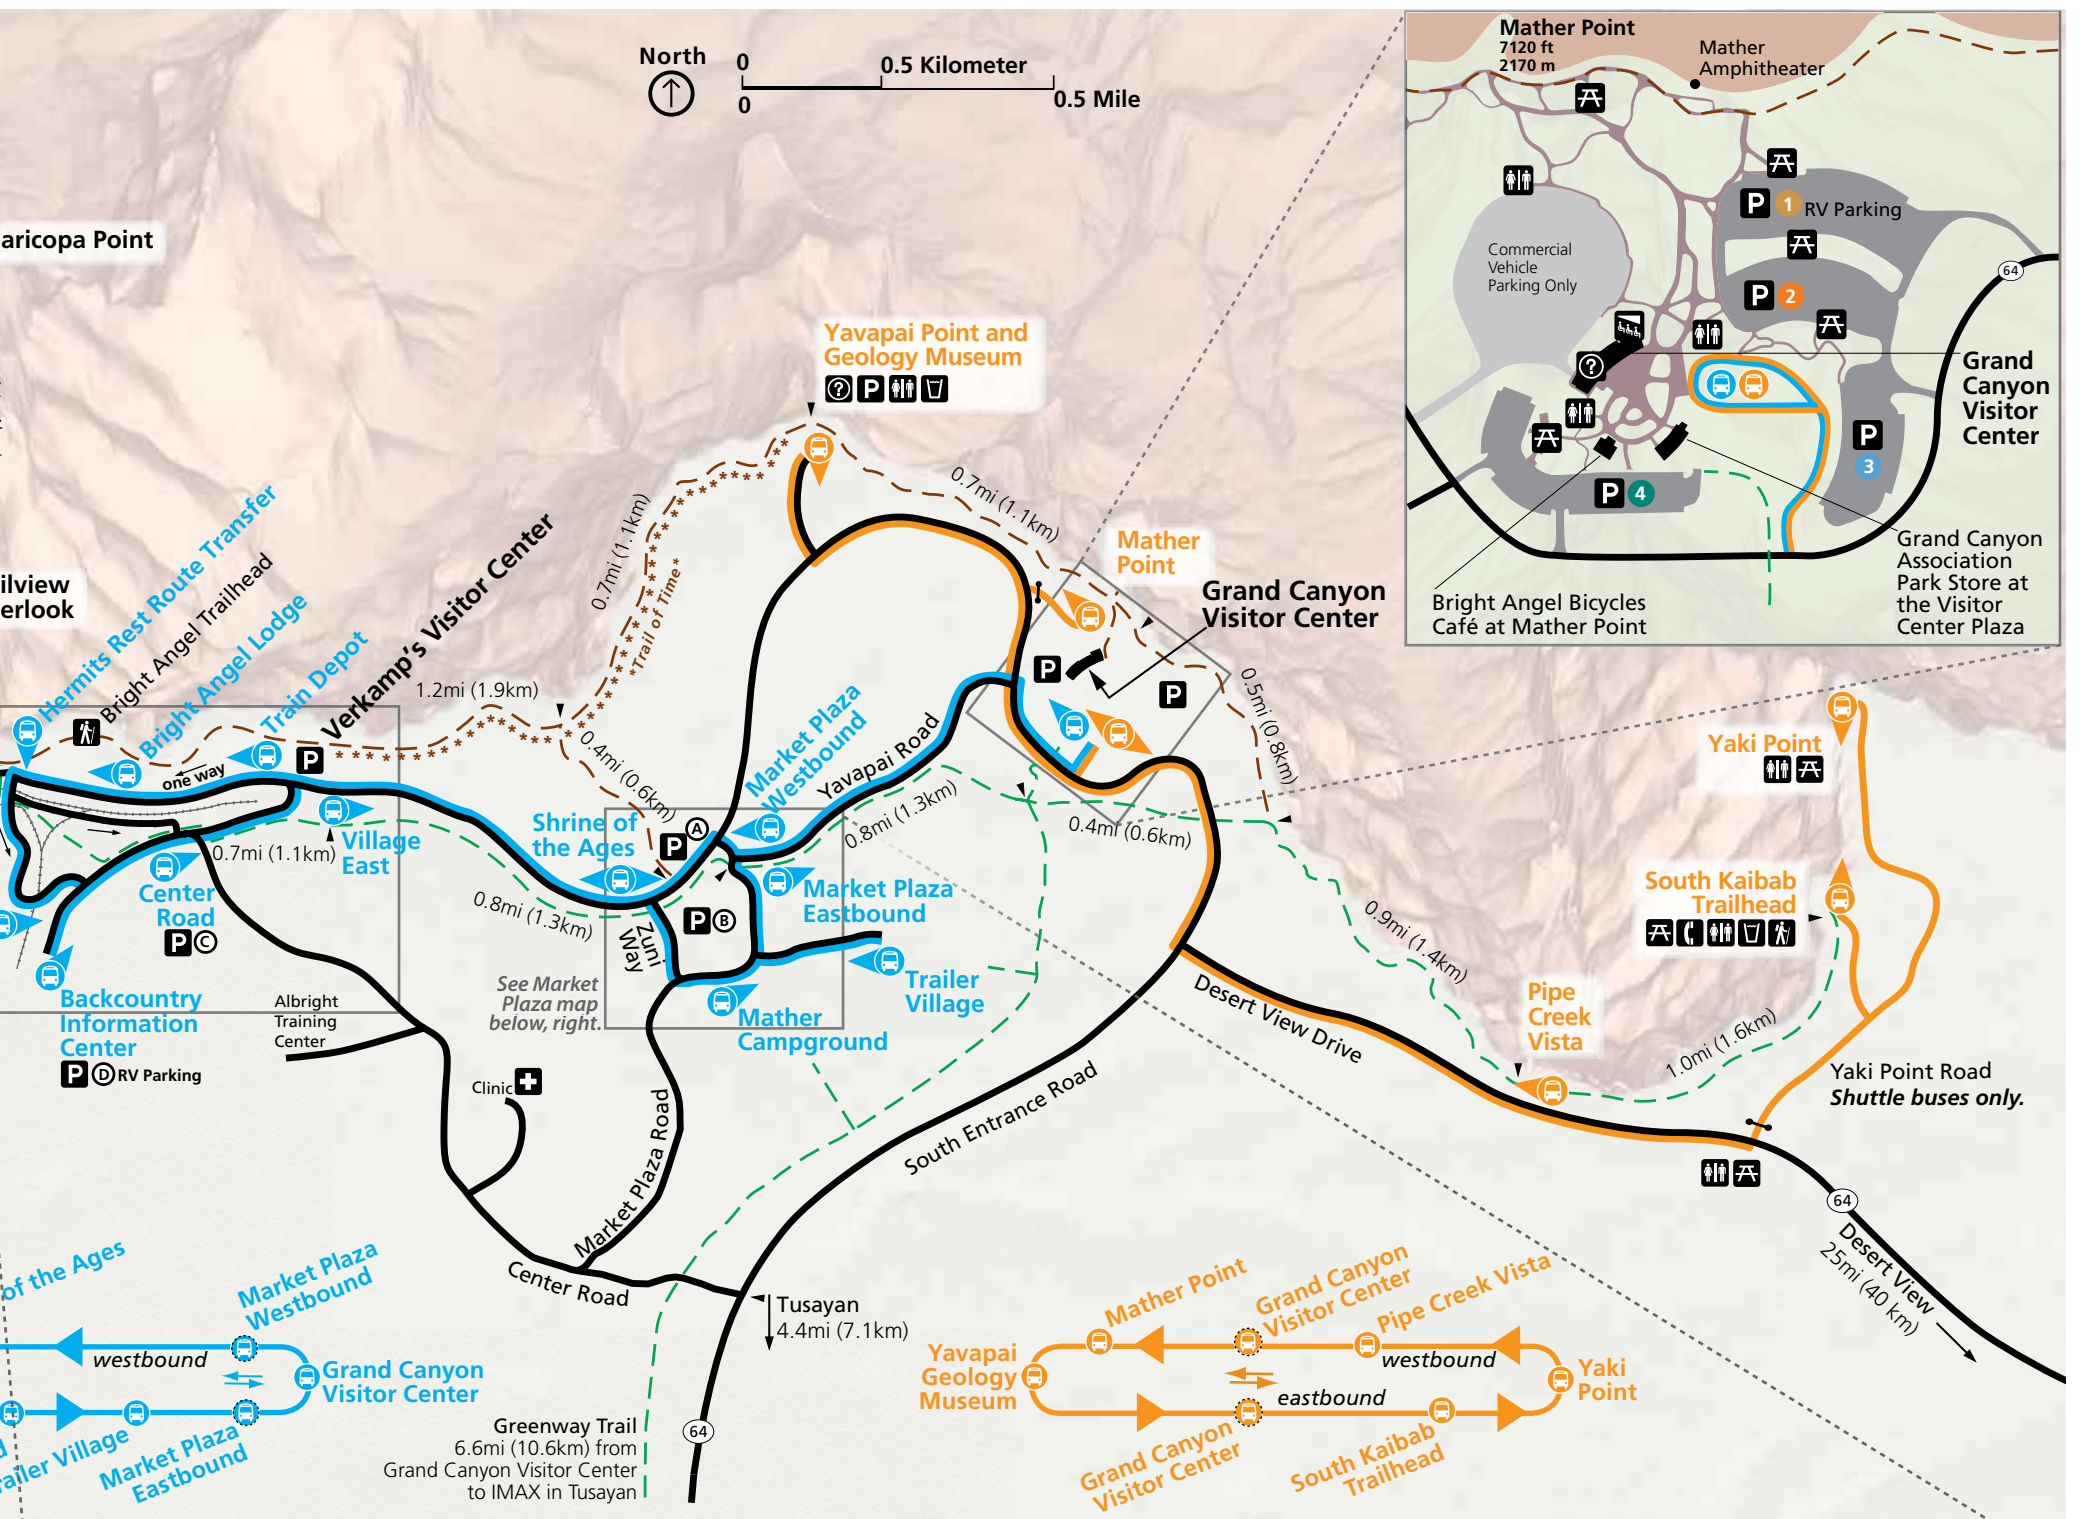 North
0
0.5 Kilometer
0
0.5 Mile
aricopa Point
ilview
erlook
Yavapai Point and
Geology Museum
?
P
Hermits Rest Route Transfer
Bright Angel Trailhead
Bright Angel Lodge
Train Depot
Verkamp's Visitor Center
P
one way
1.2mi (1.9km)
0.7mi (1.1km)
*Trail of Time*
0.4mi (0.6km)
0.7mi (1.1km)
Mather
Point
Grand Canyon
Visitor Center
P
P
0.5mi (0.8km)
Market Plaza
Westbound
Yavapai Road
0.8mi (1.3km)
0.4mi (0.6km)
Shrine of
the Ages
P
A
Village
East
0.7mi (1.1km)
Center
Road
P
C
0.8mi (1.3km)
Zuni
Way
P
B
Market Plaza
Eastbound
Trailer
Village
Mather
Campground
See Market
Plaza map
below, right.
Backcountry
Information
Center
P
D
RV Parking
Albright
Training
Center
Clinic
Market Plaza Road
Center Road
South Entrance Road
Desert View Drive
0.9mi (1.4km)
Pipe
Creek
Vista
1.0mi (1.6km)
Yaki Point
South Kaibab
Trailhead
Yaki Point Road
Shuttle buses only.
64
Desert View
25mi (40 km)
Tusayan
4.4mi (7.1km)
64
Greenway Trail
6.6mi (10.6km) from
Grand Canyon Visitor Center
to IMAX in Tusayan
of the Ages
Market Plaza
Westbound
westbound
Grand Canyon
Visitor Center
Market Plaza
Eastbound
railer Village
d
Mather Point
Grand Canyon
Visitor Center
Pipe Creek Vista
Yavapai
Geology
Museum
westbound
eastbound
Yaki
Point
Grand Canyon
Visitor Center
South Kaibab
Trailhead
Mather Point
7120 ft
2170 m
Mather
Amphitheater
P
1
RV Parking
Commercial
Vehicle
Parking Only
P
2
64
?
Grand
Canyon
Visitor
Center
P
3
P
4
Bright Angel Bicycles
Café at Mather Point
Grand Canyon
Association
Park Store at
the Visitor
Center Plaza